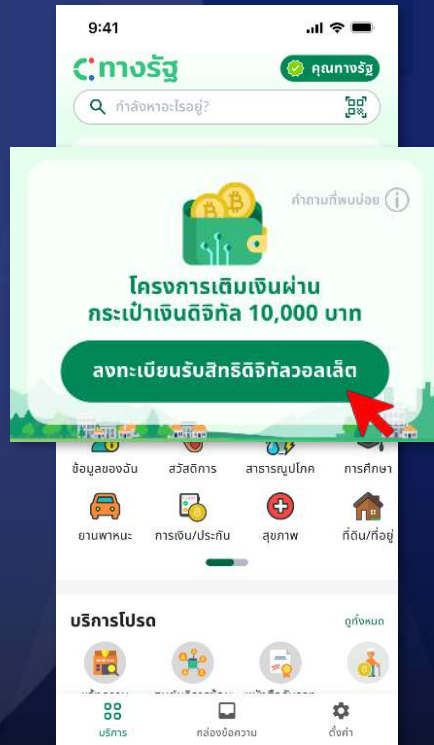 9:41
ทางรัฐ
คุณทางรัฐ
กำลังหาอะไรอยู่?
คำถามที่พบบ่อย
โครงการเติมเงินผ่าน
กระเป๋าเงินดิจิทัล 10,000 บาท
ลงทะเบียนรับสิทธิดิจิทัลวอลเล็ต
ข้อมูลของฉัน สวัสดิการ สาธารณูปโภค การศึกษา
ยานพาหนะ การเงิน/ประกัน สุขภาพ ที่ดิน/ที่อยู่
บริการโปรด
ดูทั้งหมด
บริการ กล่องข้อความ ตั้งค่า